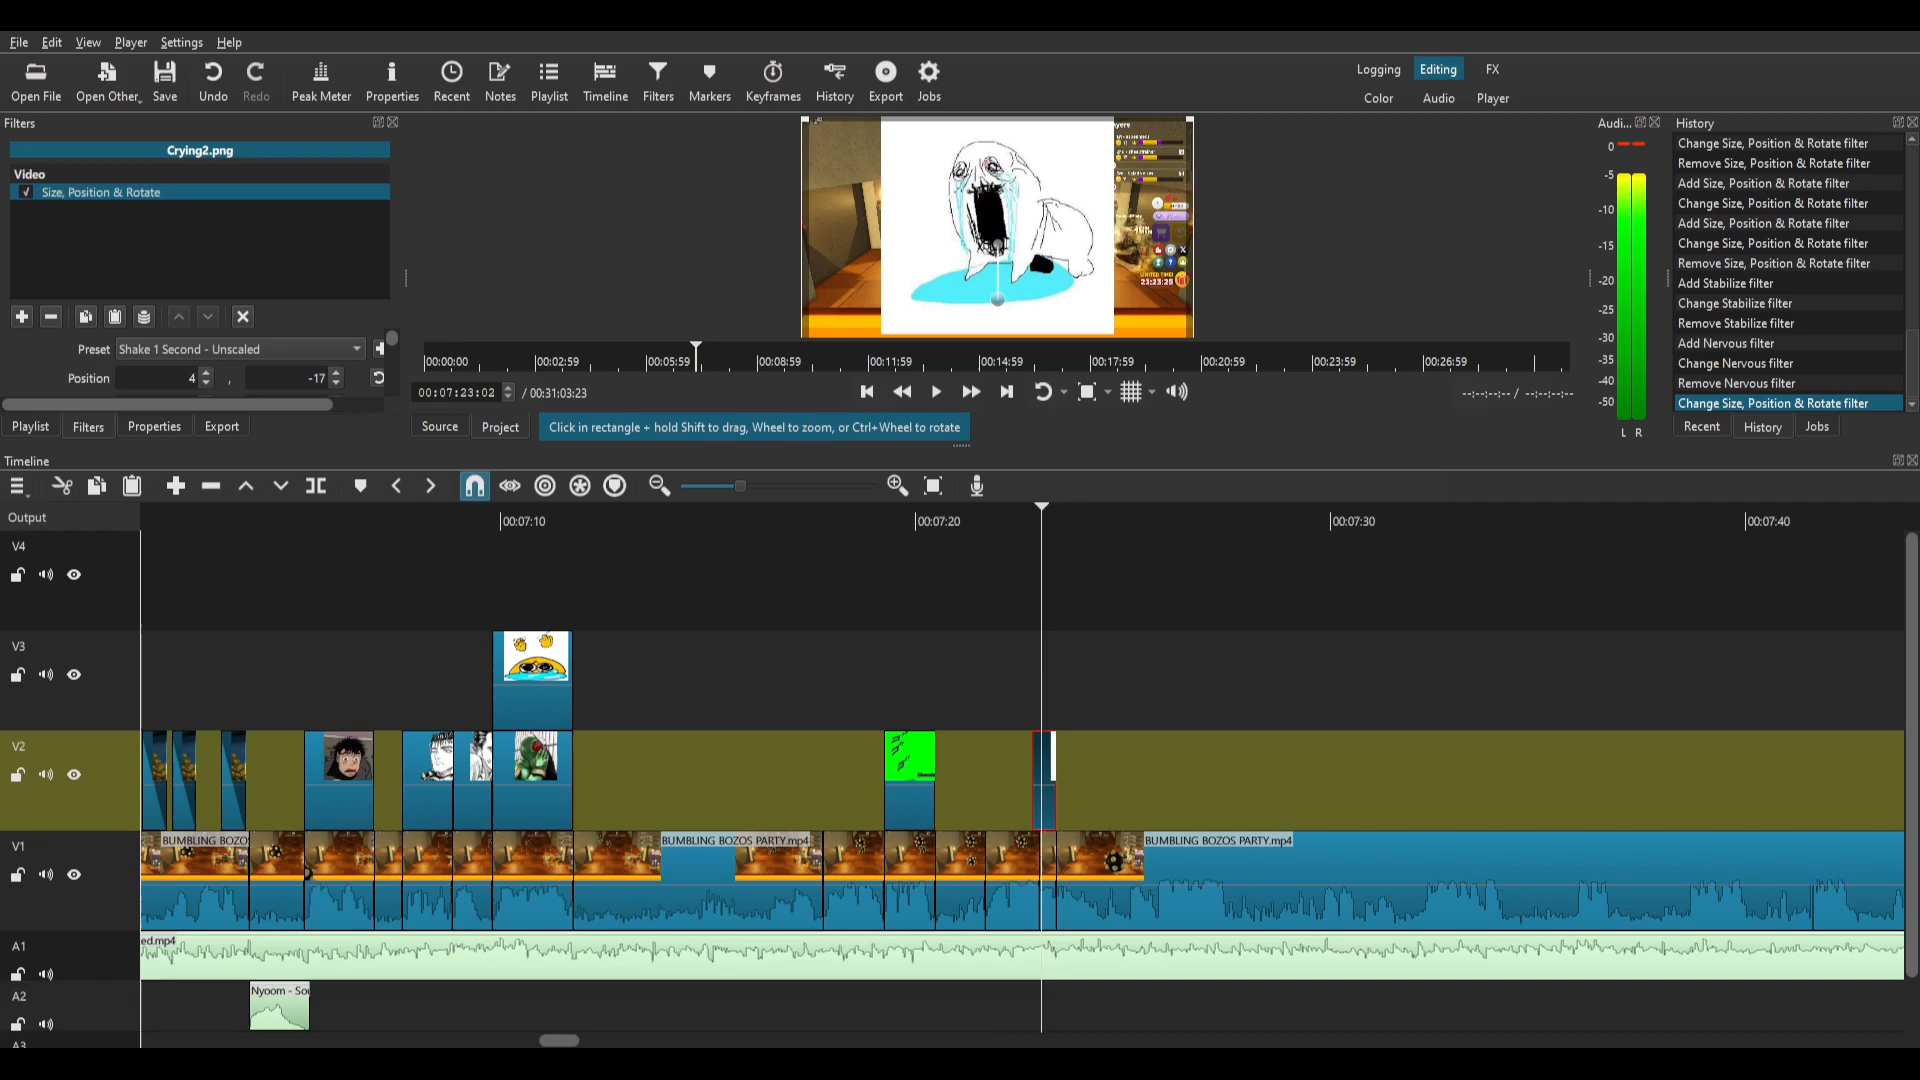 File Edit View Player Settings Help
Open File Open Other Save Undo Redo Peak Meter Properties Recent Notes Playlist Timeline Filters Markers Keyframes History Export Jobs
Logging Editing FX
Color Audio Player
Filters
Crying2.png
Video
Size, Position & Rotate
Preset Shake 1 Second - Unscaled
Position 4 , -17
Playlist Filters Properties Export
UNITED TIME!
23:23:25
00:00:00 00:02:59 00:05:59 00:08:59 00:11:59 00:14:59 00:17:59 00:20:59 00:23:59 00:26:59
00:07:23:02 / 00:31:03:23
--:--:--:-- / --:--:--:--
Source Project Click in rectangle + hold Shift to drag, Wheel to zoom, or Ctrl+Wheel to rotate
Audi...
0
-5
-10
-15
-20
-25
-30
-35
-40
-50
L R
History
Change Size, Position & Rotate filter
Remove Size, Position & Rotate filter
Add Size, Position & Rotate filter
Change Size, Position & Rotate filter
Add Size, Position & Rotate filter
Change Size, Position & Rotate filter
Remove Size, Position & Rotate filter
Add Stabilize filter
Change Stabilize filter
Remove Stabilize filter
Add Nervous filter
Change Nervous filter
Remove Nervous filter
Change Size, Position & Rotate filter
Recent History Jobs
Timeline
Output
00:07:10 00:07:20 00:07:30 00:07:40
V4
V3
V2
V1
BUMBLING BOZO BUMBLING BOZOS PARTY.mp4 BUMBLING BOZOS PARTY.mp4
A1
ed.mp4
A2
Nyoom - Sou
A3